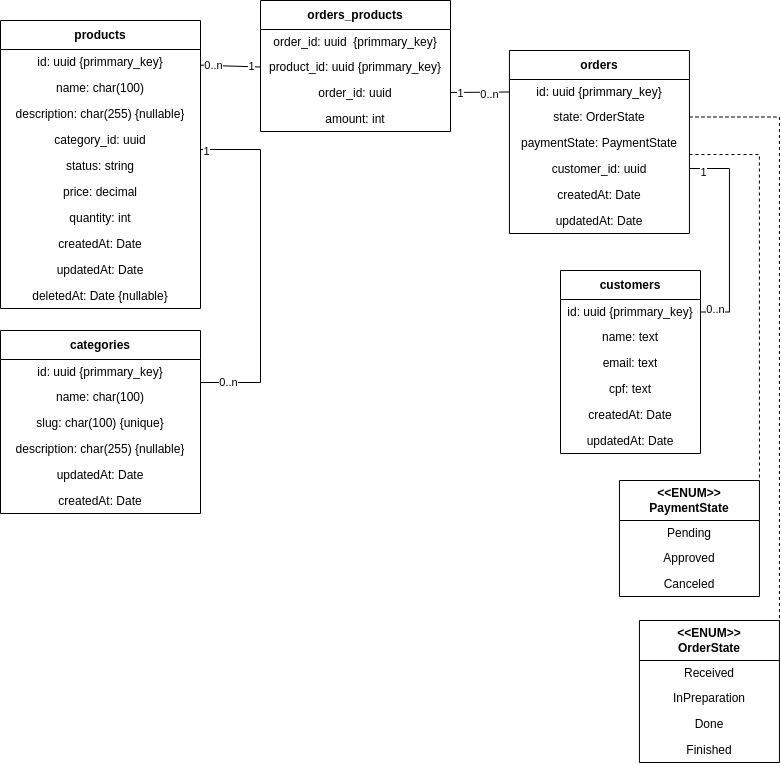 products
id: uuid {primmary_key}
name: char(100)
description: char(255) {nullable}
category_id: uuid
status: string
price: decimal
quantity: int
createdAt: Date
updatedAt: Date
deletedAt: Date {nullable}
0..n
1
orders_products
order_id: uuid  {primmary_key}
product_id: uuid {primmary_key}
order_id: uuid
amount: int
1
0..n
orders
id: uuid {primmary_key}
state: OrderState
paymentState: PaymentState
customer_id: uuid
createdAt: Date
updatedAt: Date
1
0..n
1
0..n
categories
id: uuid {primmary_key}
name: char(100)
slug: char(100) {unique}
description: char(255) {nullable}
updatedAt: Date
createdAt: Date
customers
id: uuid {primmary_key}
name: text
email: text
cpf: text
createdAt: Date
updatedAt: Date
<<ENUM>>
PaymentState
Pending
Approved
Canceled
<<ENUM>>
OrderState
Received
InPreparation
Done
Finished